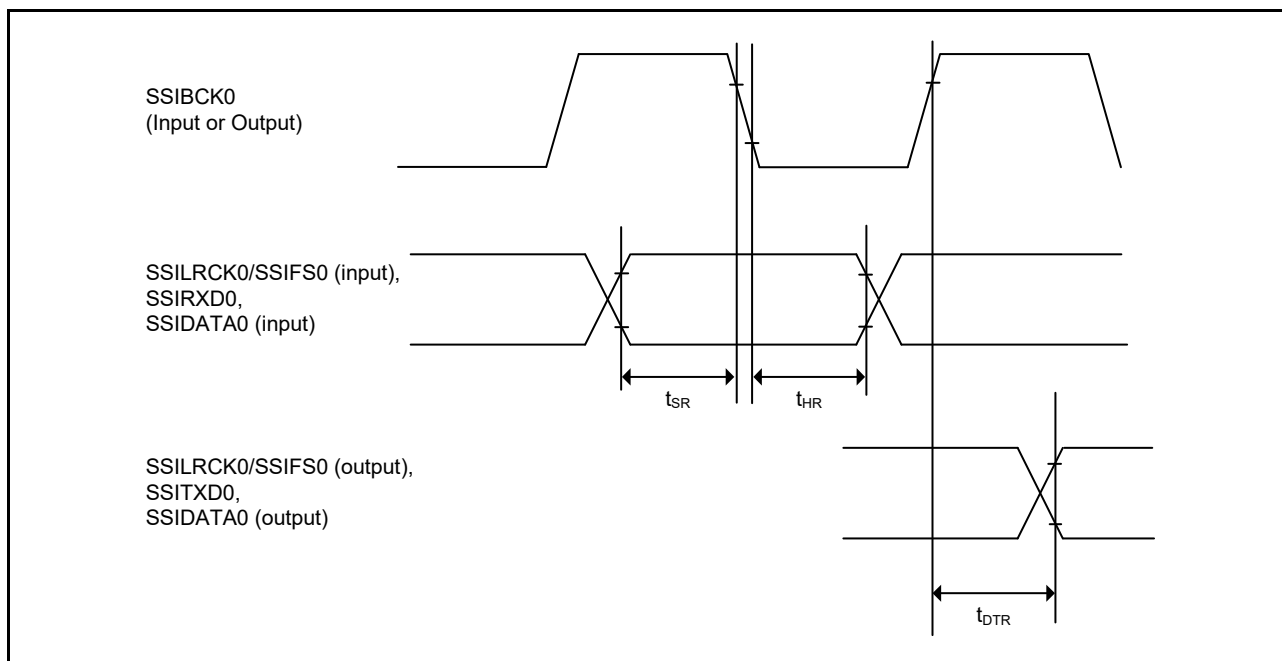 SSIBCK0
(Input or Output)
SSILRCK0/SSIFS0 (input),
SSIRXD0,
SSIDATA0 (input)
tSR
tHR
SSILRCK0/SSIFS0 (output),
SSITXD0,
SSIDATA0 (output)
tDTR